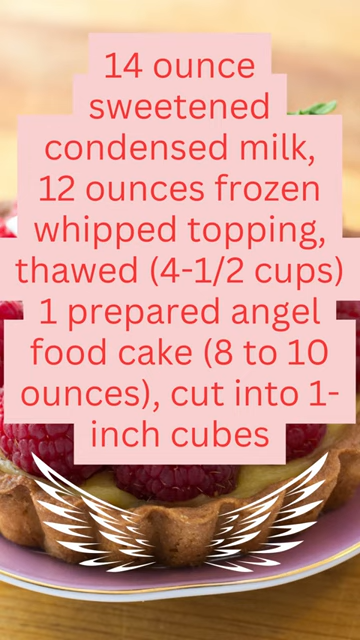 14 ounce
sweetened
condensed milk,
12 ounces frozen
whipped topping,
thawed (4-1/2 cups)
1 prepared angel
food cake (8 to 10
ounces), cut into 1-
inch cubes